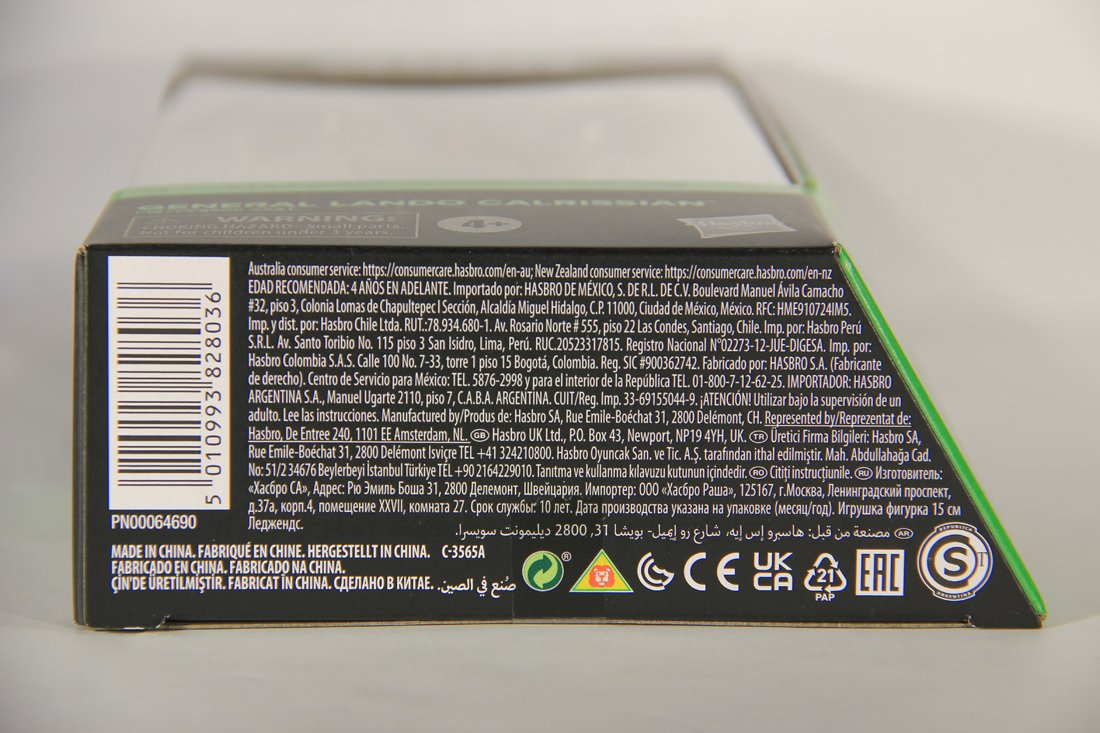 GENERAL LANDO CALRISSIAN™
WARNING:
CHOKING HAZARD - Small parts.
Not for children under 3 years.
4+
Hasbro
5 010993 828036
PN00064690
Australia consumer service: https://consumercare.hasbro.com/en-au; New Zealand consumer service: https://consumercare.hasbro.com/en-nz
EDAD RECOMENDADA: 4 AÑOS EN ADELANTE. Importado por: HASBRO DE MÉXICO, S. DE R.L. DE C.V. Boulevard Manuel Ávila Camacho
#32, piso 3, Colonia Lomas de Chapultepec I Sección, Alcaldía Miguel Hidalgo, C.P. 11000, Ciudad de México, México. RFC: HME910724IM5.
Imp. y dist. por: Hasbro Chile Ltda. RUT.:78.934.680-1. Av. Rosario Norte # 555, piso 22 Las Condes, Santiago, Chile. Imp. por: Hasbro Perú
S.R.L. Av. Santo Toribio No. 115 piso 3 San Isidro, Lima, Perú. RUC.20523317815. Registro Nacional N°02273-12-JUE-DIGESA. Imp. por:
Hasbro Colombia S.A.S. Calle 100 No. 7-33, torre 1 piso 15 Bogotá, Colombia. Reg. SIC #900362742. Fabricado por: HASBRO S.A. (Fabricante
de derecho). Centro de Servicio para México: TEL. 5876-2998 y para el interior de la República TEL. 01-800-7-12-62-25. IMPORTADOR: HASBRO
ARGENTINA S.A., Manuel Ugarte 2110, piso 7, C.A.B.A. ARGENTINA. CUIT/Reg. Imp. 33-69155044-9. ¡ATENCIÓN! Utilizar bajo la supervisión de un
adulto. Lee las instrucciones. Manufactured by/Produs de: Hasbro SA, Rue Emile-Boéchat 31, 2800 Delémont, CH. Represented by/Reprezentat de:
Hasbro, De Entree 240, 1101 EE Amsterdam, NL. GB Hasbro UK Ltd., P.O. Box 43, Newport, NP19 4YH, UK. TR Üretici Firma Bilgileri: Hasbro SA,
Rue Emile-Boéchat 31, 2800 Delémont İsviçre TEL +41 324210800. Hasbro Oyuncak San. ve Tic. A.Ş. tarafından ithal edilmiştir. Mah. Abdullahağa Cad.
No: 51/2 34676 Beylerbeyi İstanbul Türkiye TEL +90 2164229010. Tanıtma ve kullanma kılavuzu kutunun içindedir. RO Citiți instrucțiunile. RU Изготовитель:
«Хасбро СА», Адрес: Рю Эмиль Боша 31, 2800 Делемонт, Швейцария. Импортер: ООО «Хасбро Раша», 125167, г.Москва, Ленинградский проспект,
д.37а, корп.4, помещение XXVII, комната 27. Срок службы: 10 лет. Дата производства указана на упаковке (месяц/год). Игрушка фигурка 15 см
Ледженdс.
AR مصنعة من قبل: هاسبرو إس إيه، شارع رو إميل- بويشا 31, 2800 ديليمونت سويسرا.
MADE IN CHINA. FABRIQUÉ EN CHINE. HERGESTELLT IN CHINA. C-3565A
FABRICADO EN CHINA. FABRICADO NA CHINA.
ÇİN'DE ÜRETİLMİŞTİR. FABRICAT ÎN CHINA. СДЕЛАНО В КИТАЕ. صُنع في الصين.
®
CE
UK
CA
21
PAP
EAC
REPUBLICA
S
T
ARGENTINA